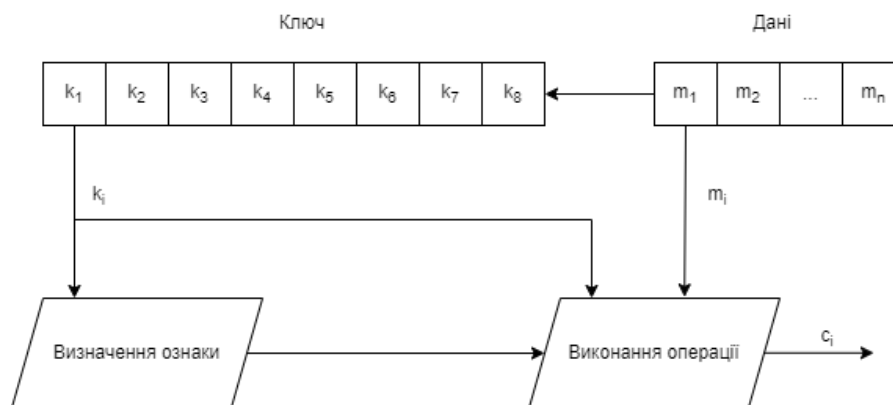 Ключ Дані
k1 k2 k3 k4 k5 k6 k7 k8 m1 m2 ... mn
ki mi
Визначення ознаки Виконання операції ci